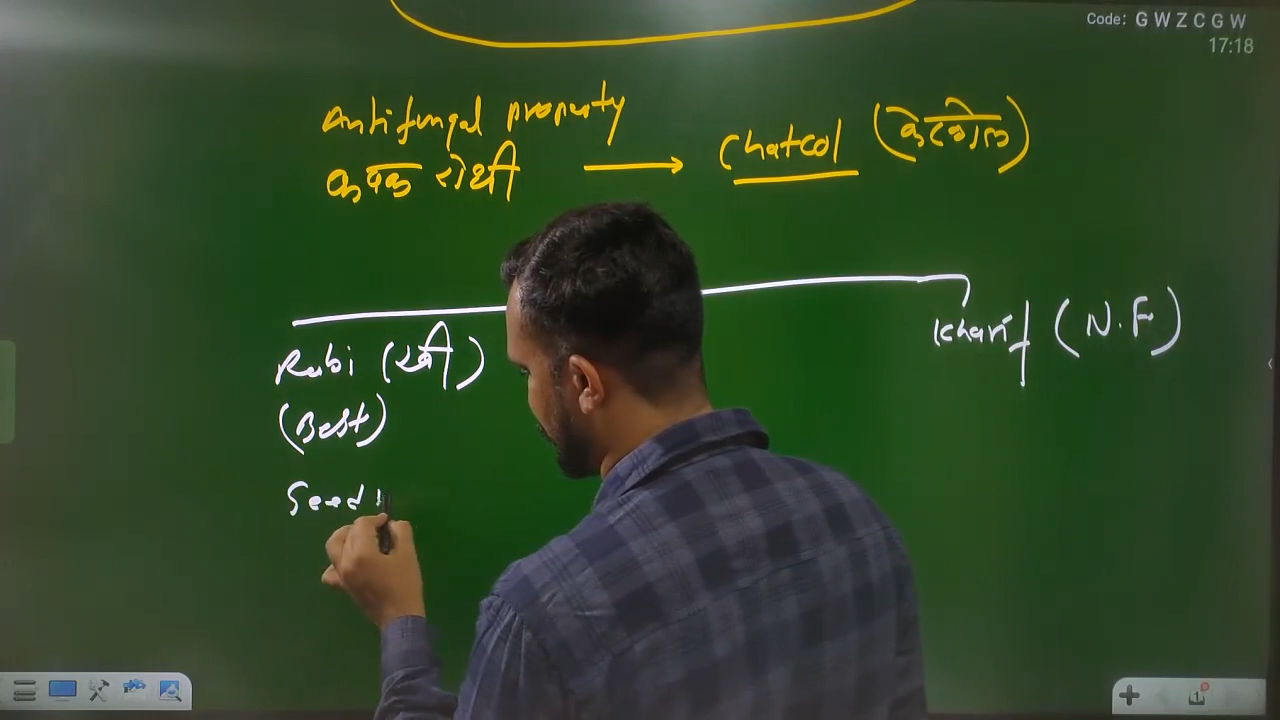 Code: G W Z C G W
17:18
Antifungal property
कवक रोधी → Chatcol (केटकोल)
Rabi (रबी)
Kharif (N.F)
(Best)
Seed